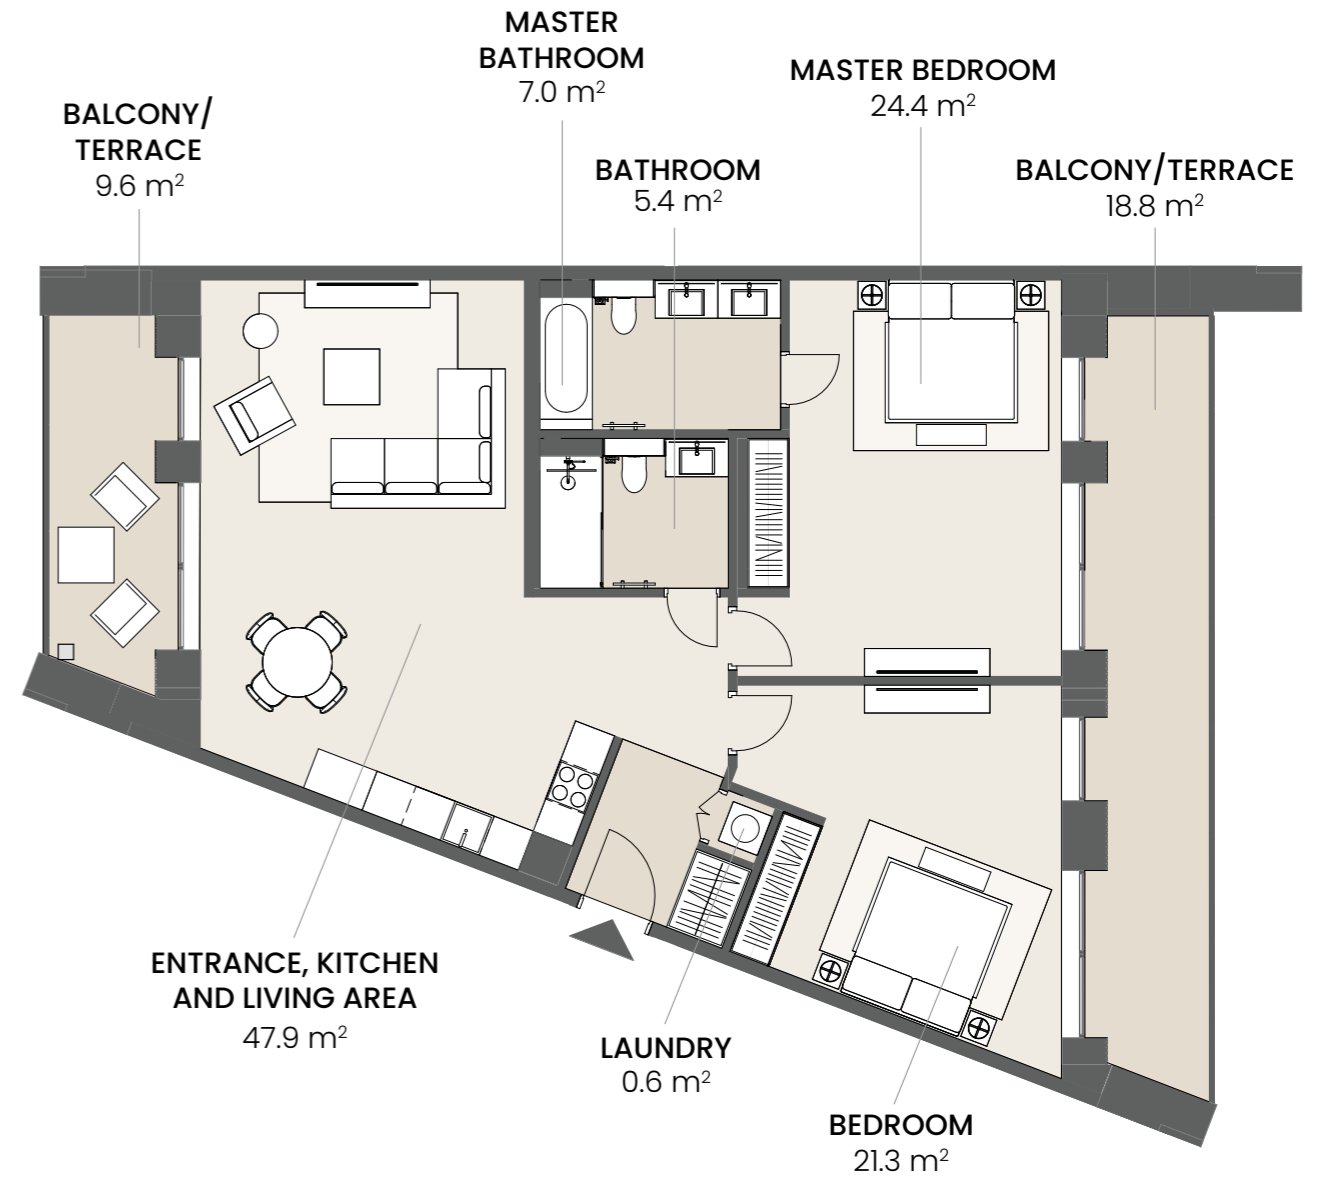 MASTER
BATHROOM
7.0 m²
MASTER BEDROOM
24.4 m²
BALCONY/
TERRACE
9.6 m²
BATHROOM
5.4 m²
BALCONY/TERRACE
18.8 m²
ENTRANCE, KITCHEN
AND LIVING AREA
47.9 m²
LAUNDRY
0.6 m²
BEDROOM
21.3 m²